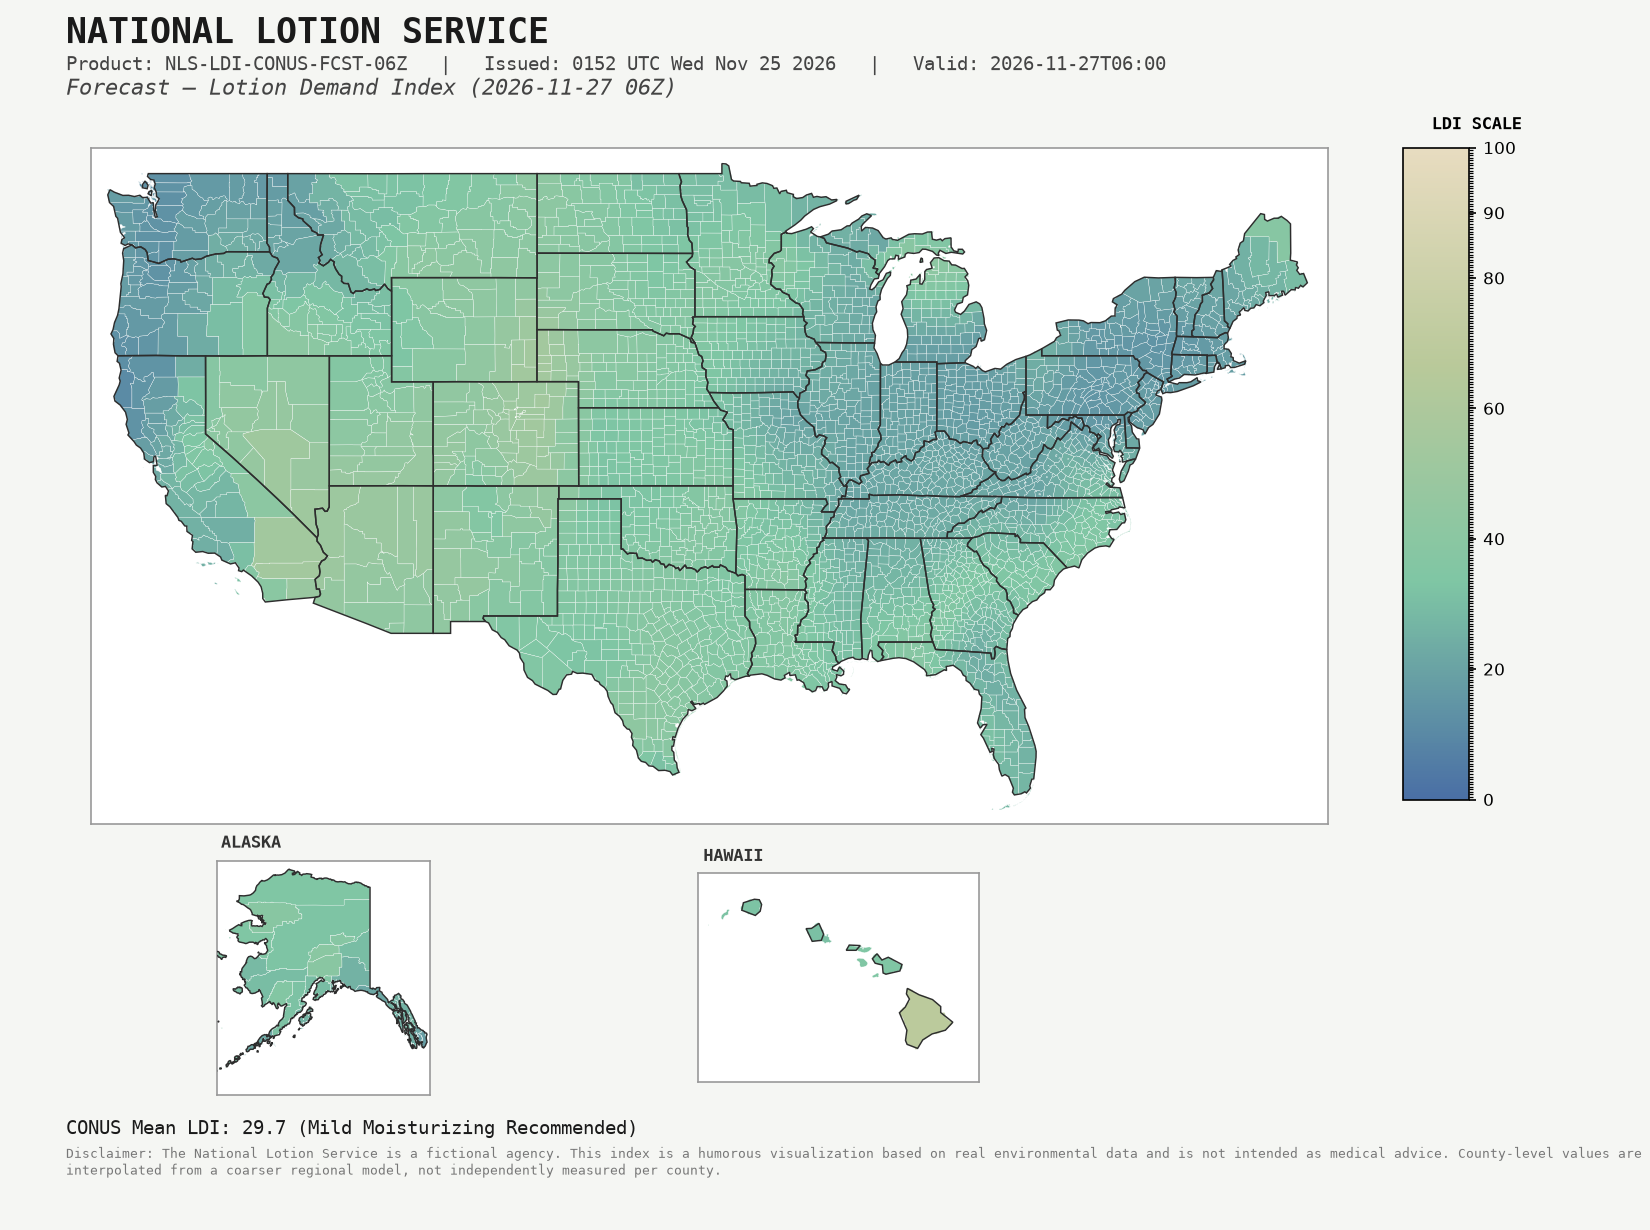 NATIONAL LOTION SERVICE
Product: NLS-LDI-CONUS-FCST-06Z   |   Issued: 0152 UTC Wed Nov 25 2026   |   Valid: 2026-11-27T06:00
Forecast — Lotion Demand Index (2026-11-27 06Z)
LDI SCALE
100
90
80
60
40
20
0
ALASKA
HAWAII
CONUS Mean LDI: 29.7 (Mild Moisturizing Recommended)
Disclaimer: The National Lotion Service is a fictional agency. This index is a humorous visualization based on real environmental data and is not intended as medical advice. County-level values are
interpolated from a coarser regional model, not independently measured per county.